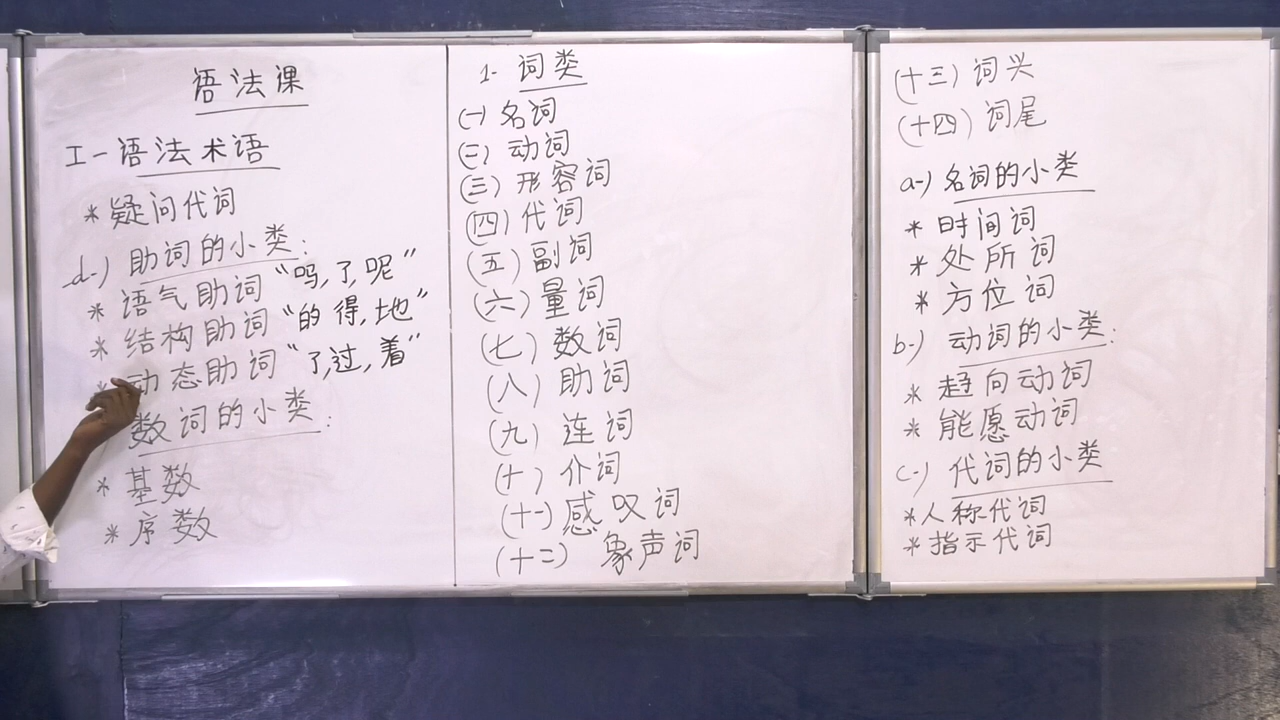 语法课
I-语法术语
* 疑问代词
d-) 助词的小类:
* 语气助词 “吗,了,呢”
* 结构助词 “的 得,地”
* 动态助词 “了,过,着”
数词的小类:
* 基数
* 序数
1- 词类
(一) 名词
(二) 动词
(三) 形容词
(四) 代词
(五) 副词
(六) 量词
(七) 数词
(八) 助词
(九) 连词
(十) 介词
(十一) 感叹词
(十二) 象声词
(十三) 词兴
(十四) 词尾
a-) 名词的小类
* 时间词
* 处所词
* 方位词
b-) 动词的小类:
* 趋向动词
* 能愿动词
c-) 代词的小类
* 人称代词
* 指示代词